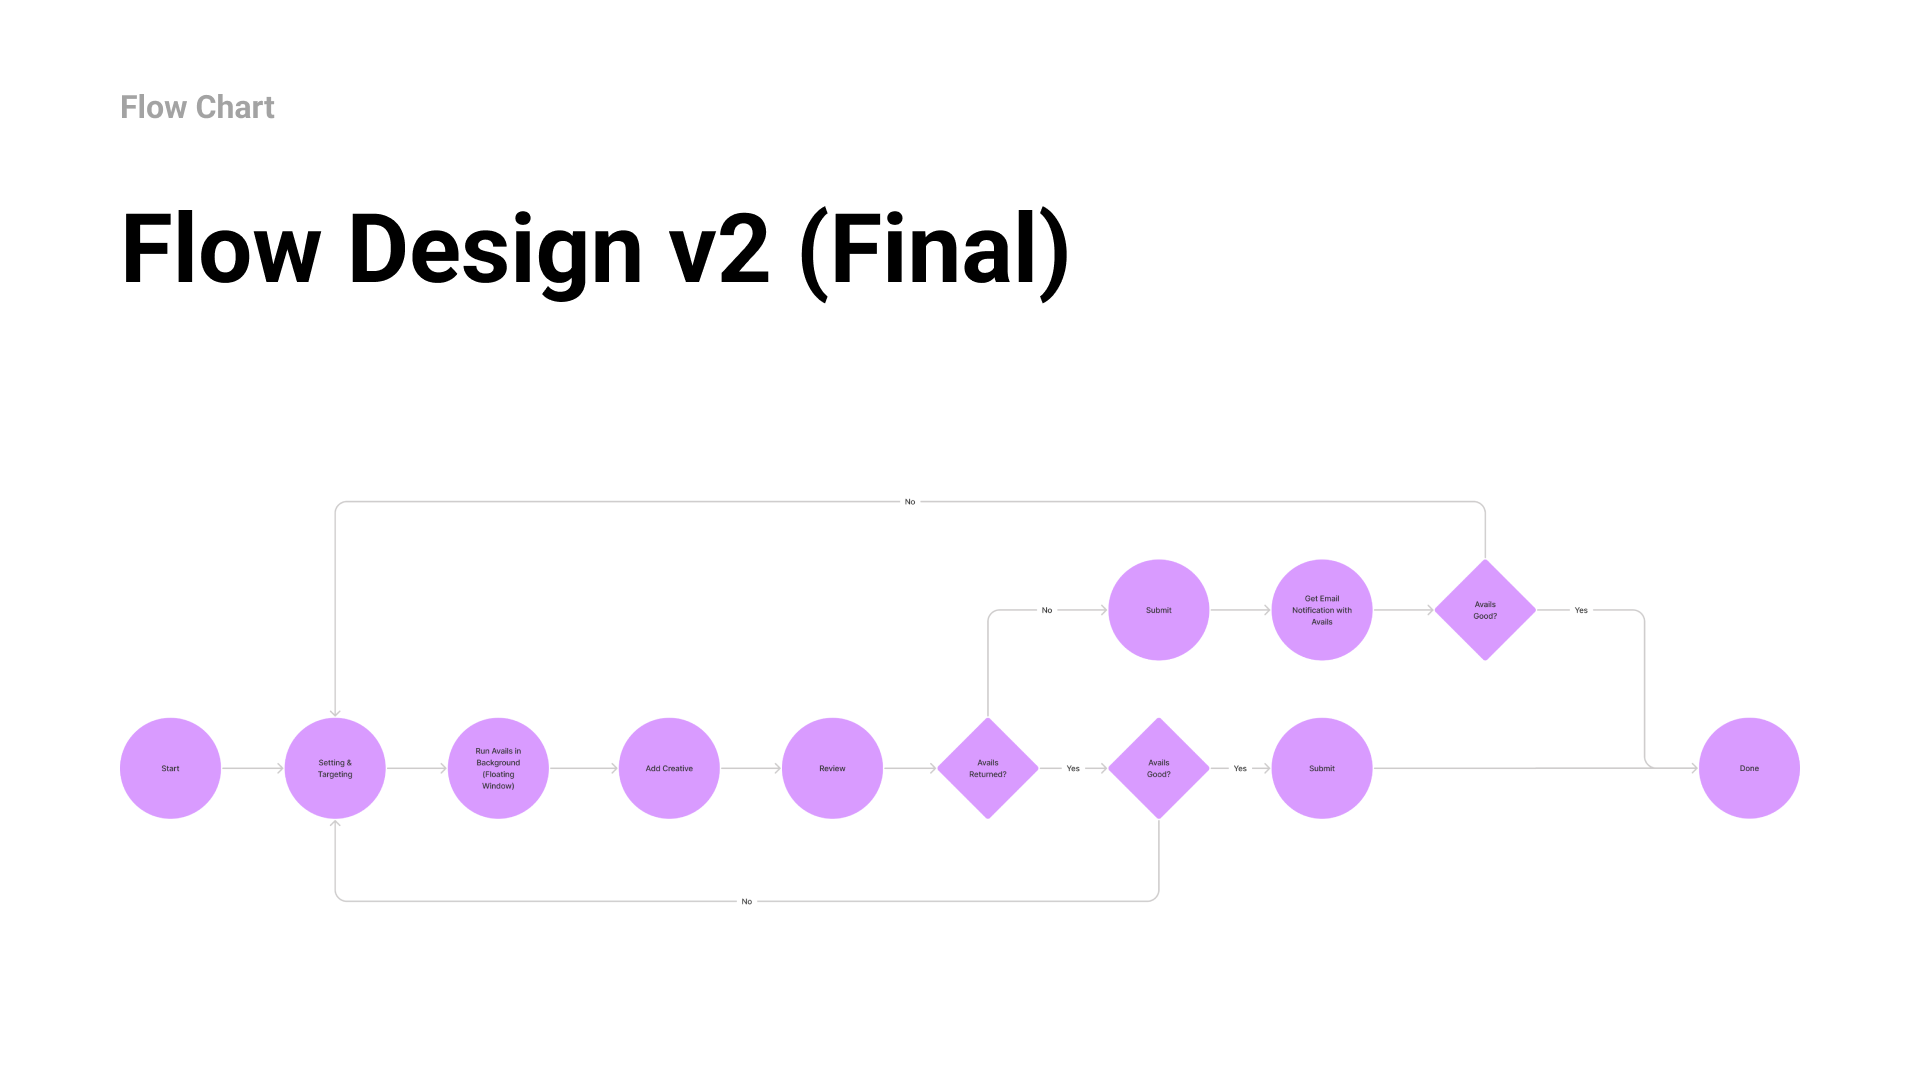 Flow Chart
Flow Design v2 (Final)
No
No
Submit
Get Email
Notification with
Avails
Avails
Good?
Yes
Start
Setting &
Targeting
Run Avails in
Background
(Floating
Window)
Add Creative
Review
Avails
Returned?
Yes
Avails
Good?
Yes
Submit
Done
No